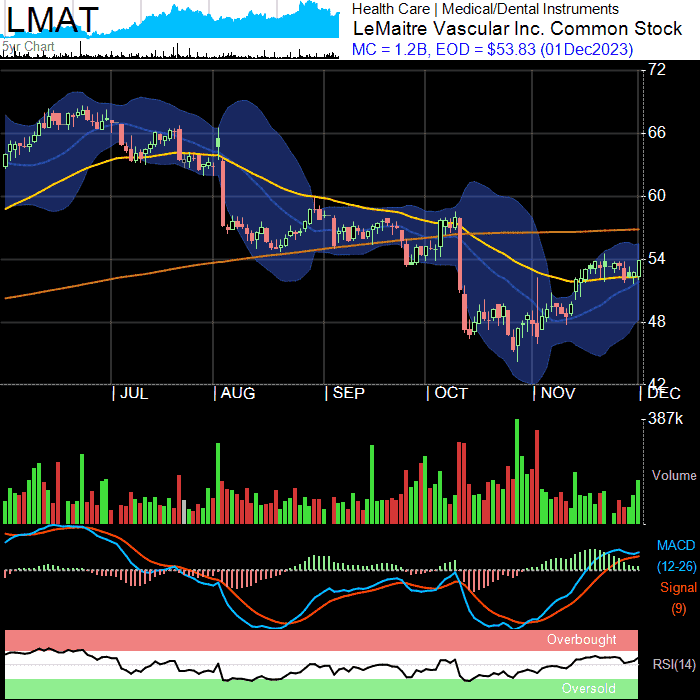 LMAT
5yr Chart
Health Care | Medical/Dental Instruments
LeMaitre Vascular Inc. Common Stock
MC = 1.2B, EOD = $53.83 (01Dec2023)
72
66
60
54
48
42
JUL
AUG
SEP
OCT
NOV
DEC
387k
Volume
MACD
(12-26)
Signal
(9)
Overbought
RSI(14)
Oversold